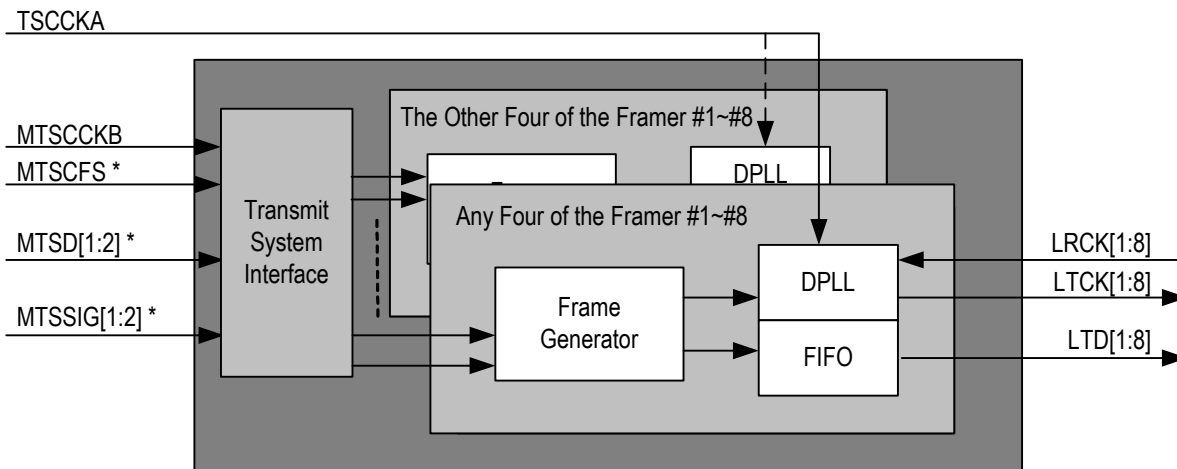 TSCCKA
The Other Four of the Framer #1~#8
MTSCCKB
MTSCFS *
DPLL
Transmit
System
Interface
Any Four of the Framer #1~#8
MTSD[1:2] *
LRCK[1:8]
DPLL
LTCK[1:8]
Frame
Generator
MTSSIG[1:2] *
LTD[1:8]
FIFO